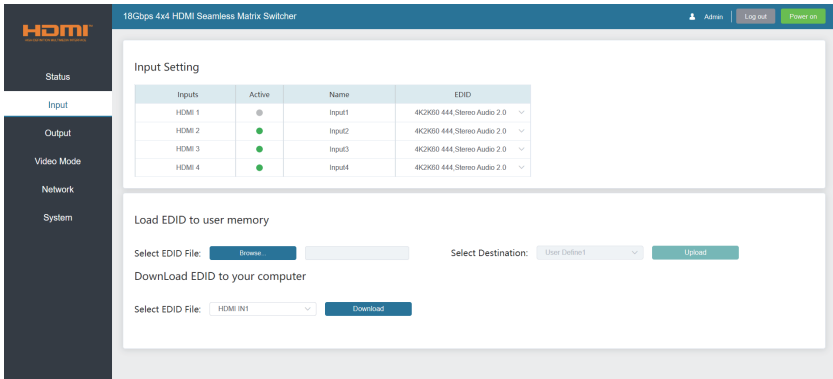 HDMI
18Gbps 4x4 HDMI Seamless Matrix Switcher
Admin
Log out
Power on
Status
Input
Output
Video Mode
Network
System
Input Setting
Inputs Active Name EDID
HDMI 1 Input1 4K2K60 444,Stereo Audio 2.0
HDMI 2 Input2 4K2K60 444,Stereo Audio 2.0
HDMI 3 Input3 4K2K60 444,Stereo Audio 2.0
HDMI 4 Input4 4K2K60 444,Stereo Audio 2.0
Load EDID to user memory
Select EDID File: Browse... Select Destination: User Define1 Upload
DownLoad EDID to your computer
Select EDID File: HDMI IN1 Download